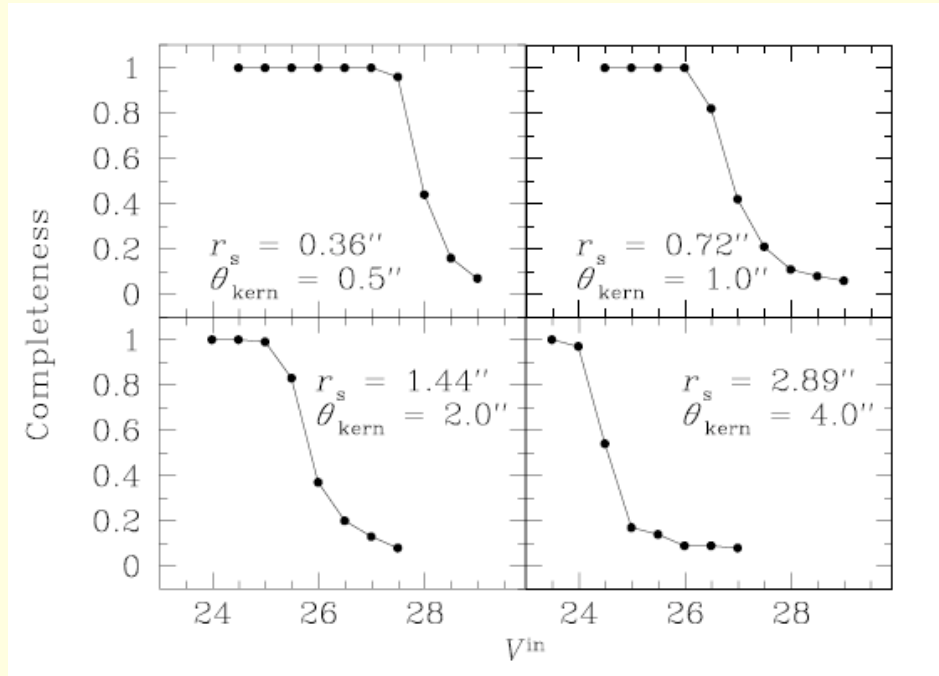 1
0.8
0.6
0.4
0.2
0
r_s = 0.36″
θ_kern = 0.5″
r_s = 0.72″
θ_kern = 1.0″
1
0.8
0.6
0.4
0.2
0
r_s = 1.44″
θ_kern = 2.0″
r_s = 2.89″
θ_kern = 4.0″
Completeness
24 26 28 24 26 28
V^in